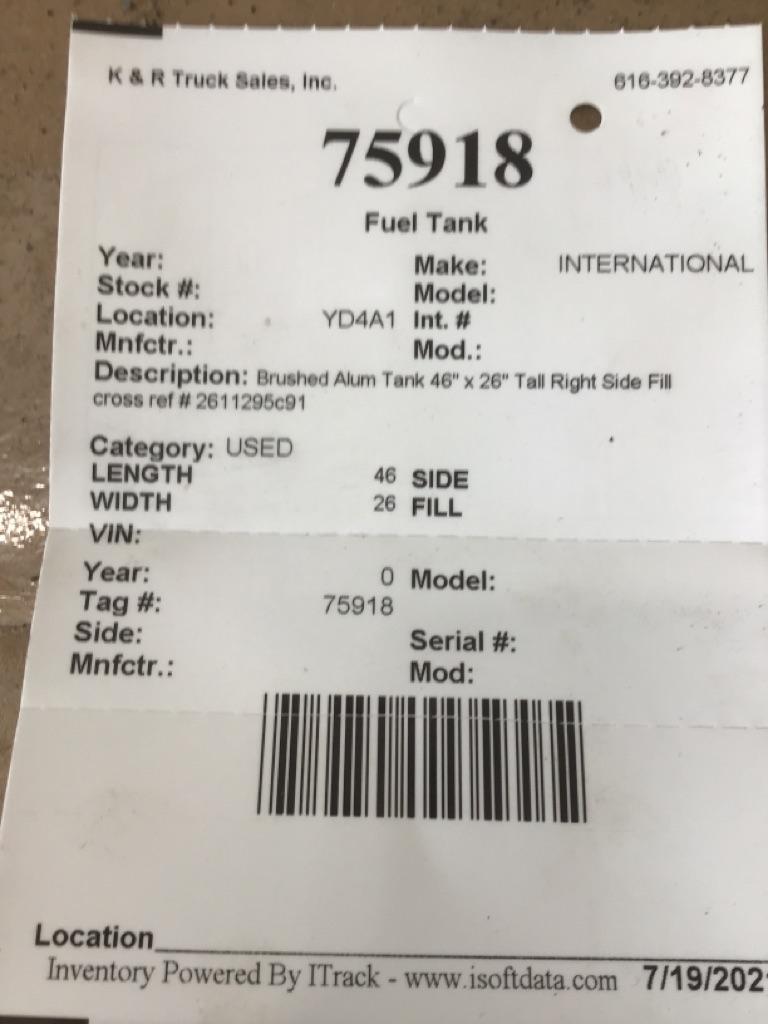 K & R Truck Sales, Inc. 616-392-8377
75918
Fuel Tank
Year: Make: INTERNATIONAL
Stock #: Model:
Location: YD4A1 Int. #
Mnfctr.: Mod.:
Description: Brushed Alum Tank 46" x 26" Tall Right Side Fill
cross ref # 2611295c91
Category: USED
LENGTH 46 SIDE
WIDTH 26 FILL
VIN:
Year: 0 Model:
Tag #: 75918
Side: Serial #:
Mnfctr.: Mod:
Location
Inventory Powered By ITrack - www.isoftdata.com 7/19/202